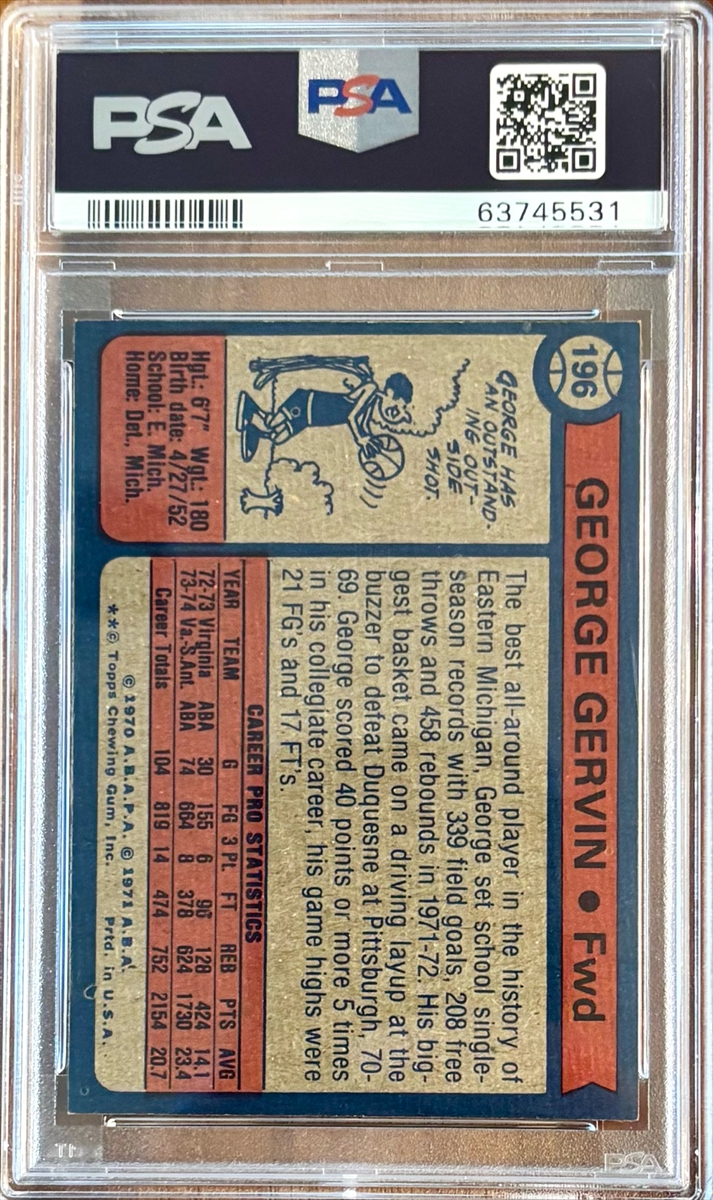 PSA
PSA
63745531
196
GEORGE GERVIN ● Fwd
GEORGE HAS
AN OUTSTAND-
ING OUT-
SIDE
SHOT.
Hgt.: 6'7" Wgt.: 180
Birth date: 4/27/52
School: E. Mich.
Home: Det., Mich.
The best all-around player in the history of
Eastern Michigan, George set school single-
season records with 339 field goals, 208 free
throws and 458 rebounds in 1971-72. His big-
gest basket came on a driving layup at the
buzzer to defeat Duquesne at Pittsburgh, 70-
69. George scored 40 points or more 5 times
in his collegiate career, his game highs were
21 FG's and 17 FT's.
CAREER PRO STATISTICS
YEAR TEAM G FG 3 Pt. FT REB PTS AVG
72-73 Virginia ABA 30 155 6 96 128 424 14.1
73-74 Va.-S.Ant. ABA 74 664 8 378 624 1730 23.4
Career Totals 104 819 14 474 752 2154 20.7
© 1970 A.B.A.P.A. © 1971 A.B.A.
**© Topps Chewing Gum, Inc. Prtd. in U.S.A.
PSA